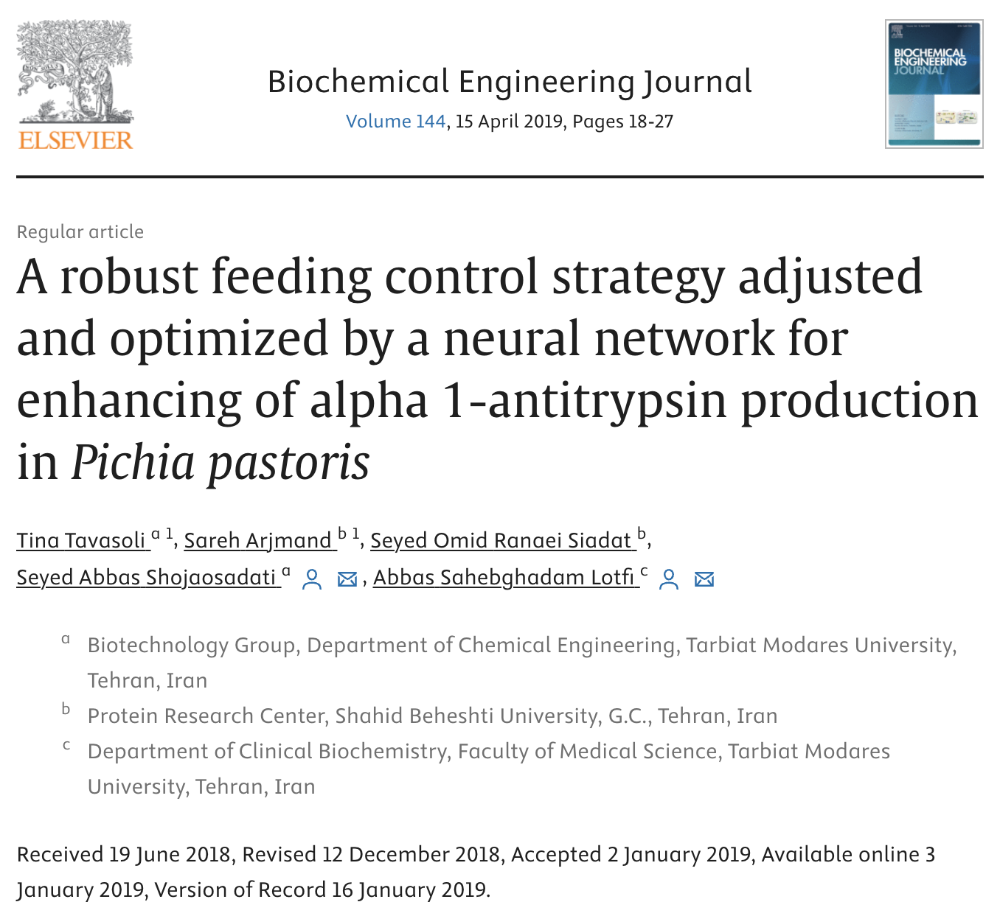 ELSEVIER
Biochemical Engineering Journal
Volume 144, 15 April 2019, Pages 18-27
BIOCHEMICAL
ENGINEERING
JOURNAL
Regular article
A robust feeding control strategy adjusted
and optimized by a neural network for
enhancing of alpha 1-antitrypsin production
in Pichia pastoris
Tina Tavasoli a 1, Sareh Arjmand b 1, Seyed Omid Ranaei Siadat b,
Seyed Abbas Shojaosadati a , Abbas Sahebghadam Lotfi c
a Biotechnology Group, Department of Chemical Engineering, Tarbiat Modares University,
Tehran, Iran
b Protein Research Center, Shahid Beheshti University, G.C., Tehran, Iran
c Department of Clinical Biochemistry, Faculty of Medical Science, Tarbiat Modares
University, Tehran, Iran
Received 19 June 2018, Revised 12 December 2018, Accepted 2 January 2019, Available online 3
January 2019, Version of Record 16 January 2019.